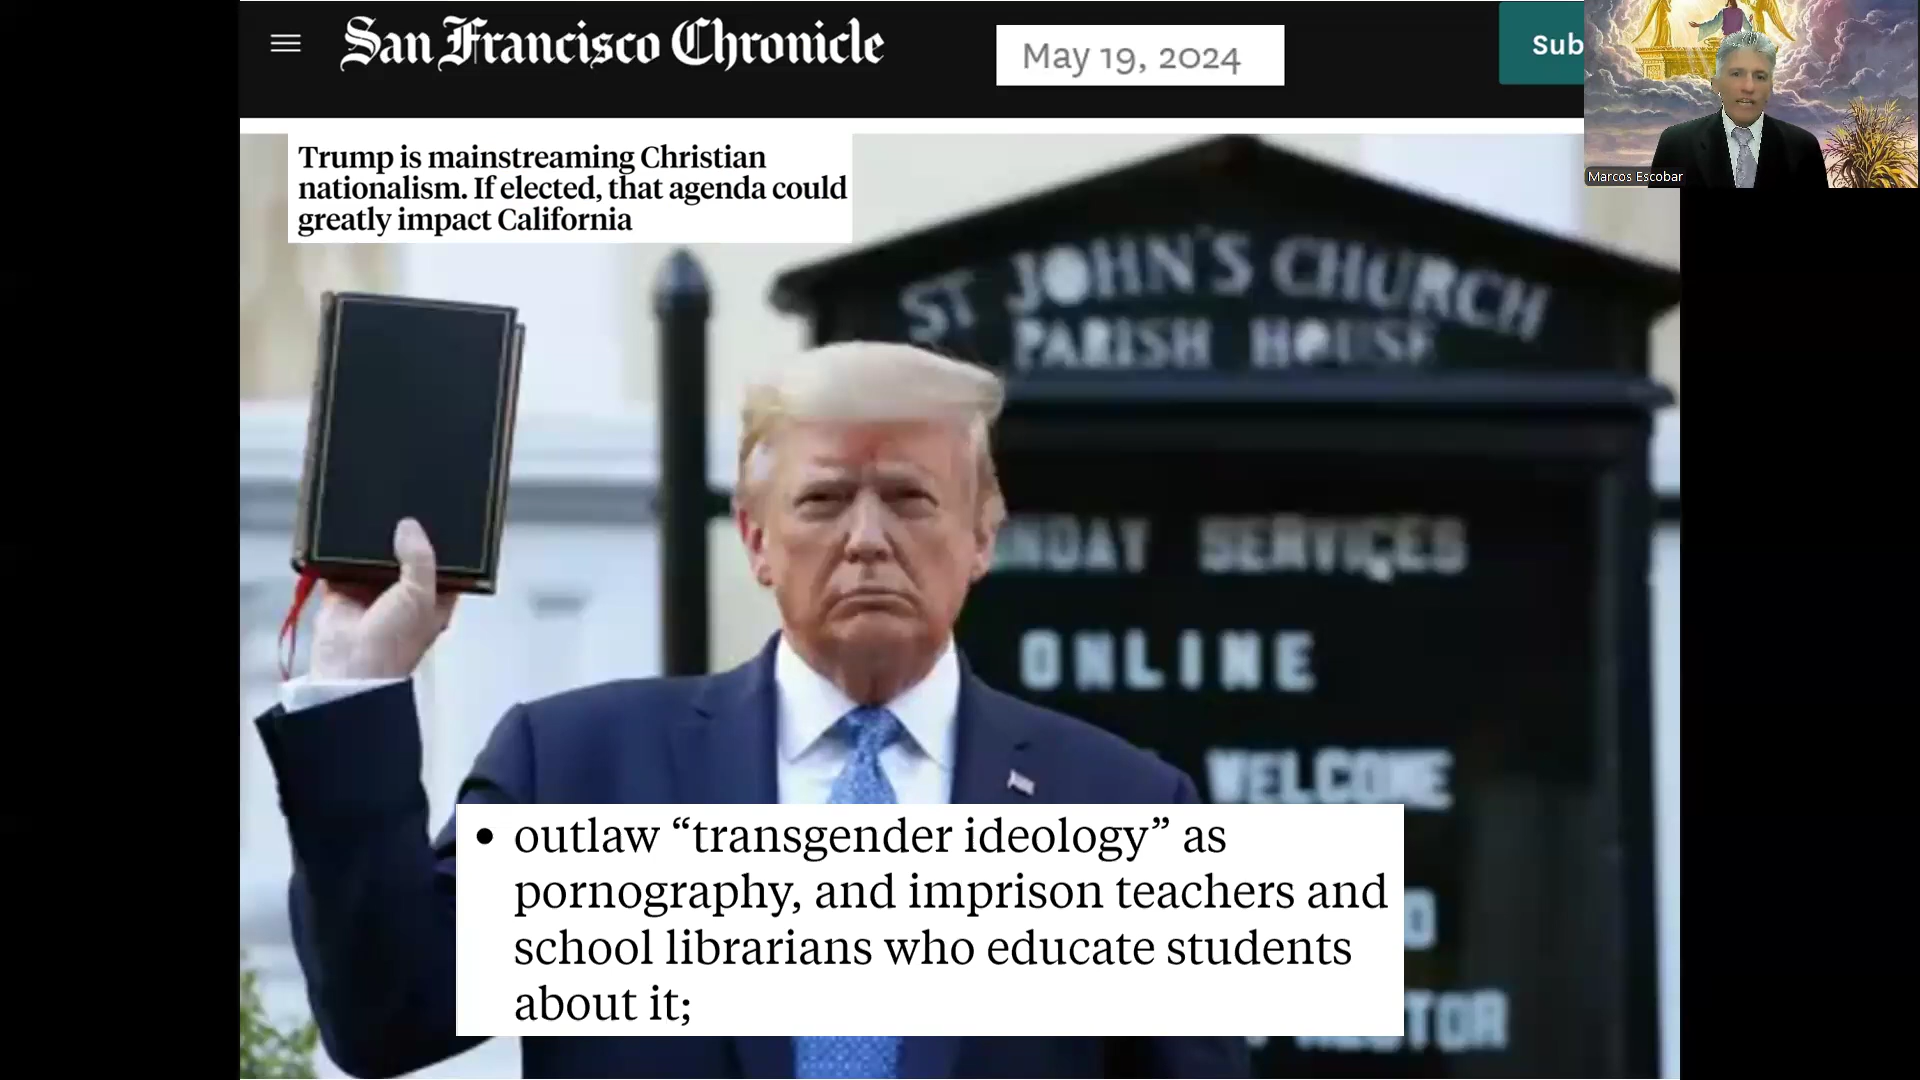 San Francisco Chronicle
May 19, 2024
Sub
Marcos Escobar
Trump is mainstreaming Christian
nationalism. If elected, that agenda could
greatly impact California
ST JOHN'S CHURCH
PARISH HOUSE
NDAY SERVICES
ONLINE
WELCOME
• outlaw “transgender ideology” as
pornography, and imprison teachers and
school librarians who educate students
about it;